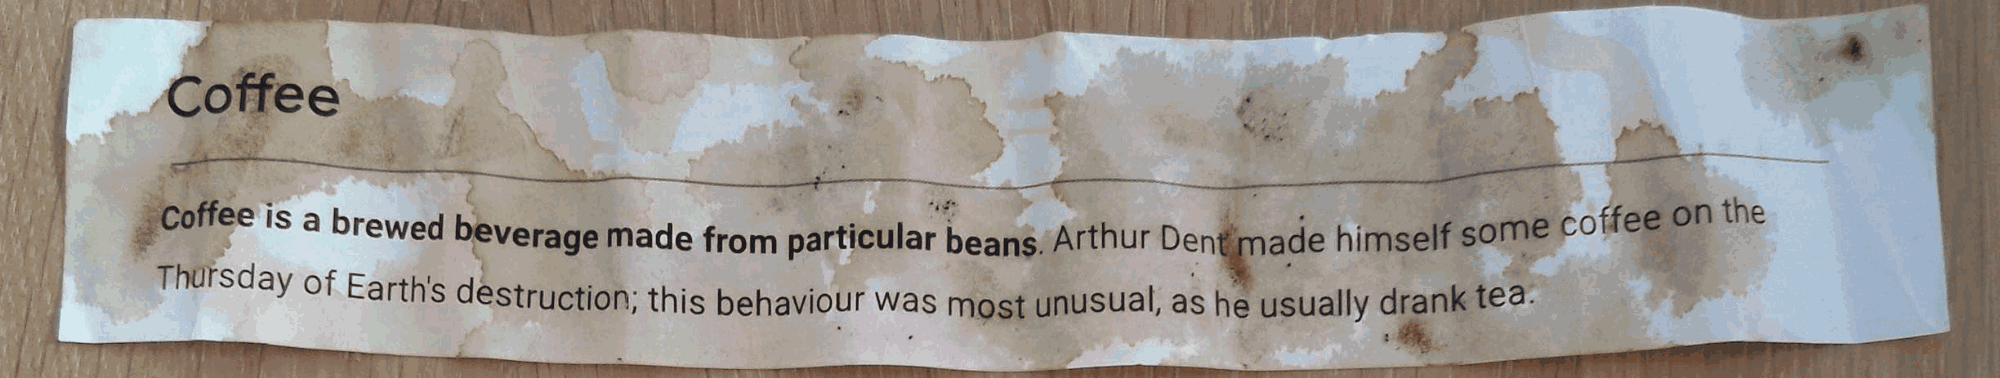 Coffee
Coffee is a brewed beverage made from particular beans. Arthur Dent made himself some coffee on the
Thursday of Earth's destruction; this behaviour was most unusual, as he usually drank tea.